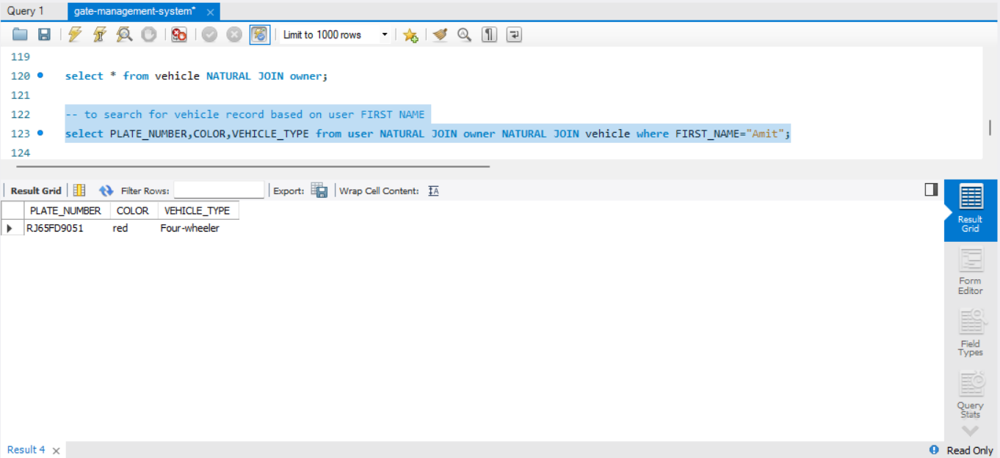 Query 1 gate-management-system*
Limit to 1000 rows
119
120 select * from vehicle NATURAL JOIN owner;
121
122 -- to search for vehicle record based on user FIRST NAME
123 select PLATE_NUMBER,COLOR,VEHICLE_TYPE from user NATURAL JOIN owner NATURAL JOIN vehicle where FIRST_NAME="Amit";
124
Result Grid Filter Rows: Export: Wrap Cell Content: IA
PLATE_NUMBER COLOR VEHICLE_TYPE
RJ65FD9051 red Four-wheeler
Result
Grid
Form
Editor
Field
Types
Query
Stats
Result 4 Read Only